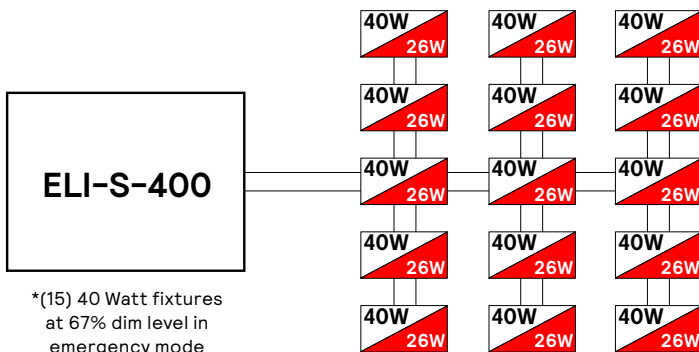 40W 40W 40W
26W 26W 26W
40W 40W 40W
26W 26W 26W
ELI-S-400
40W 40W 40W
26W 26W 26W
40W 40W 40W
26W 26W 26W
*(15) 40 Watt fixtures
at 67% dim level in
emergency mode
40W 40W 40W
26W 26W 26W